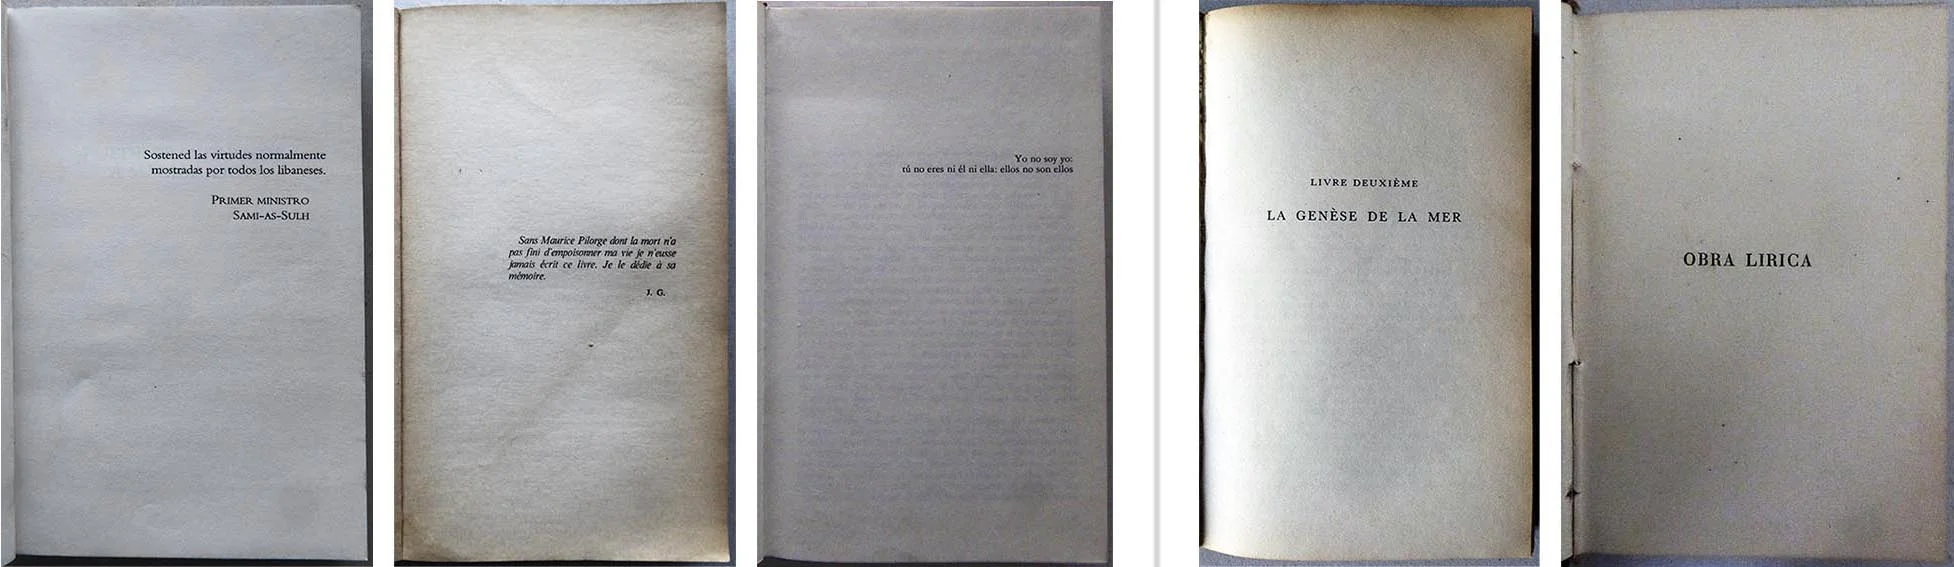 Sostened las virtudes normalmente
mostradas por todos los libaneses.
PRIMER MINISTRO
SAMI-AS-SULH
Sans Maurice Pilorge dont la mort n'a
pas fini d'empoisonner ma vie je n'eusse
jamais écrit ce livre. Je le dédie à sa
mémoire.
J. G.
Yo no soy yo:
tú no eres ni él ni ella: ellos no son ellos
LIVRE DEUXIÈME
LA GENÈSE DE LA MER
OBRA LIRICA